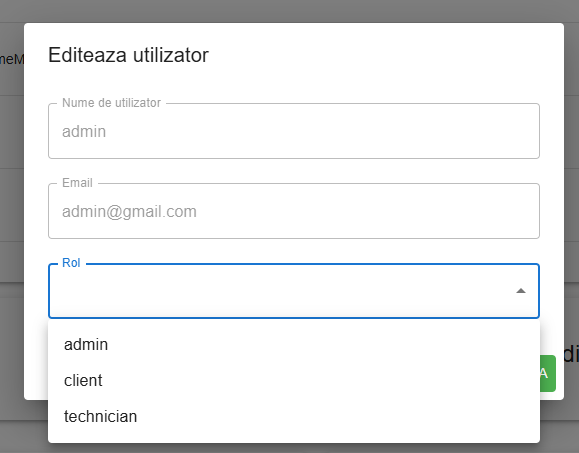 Editeaza utilizator
Nume de utilizator
admin
Email
admin@gmail.com
Rol
admin
client
technician